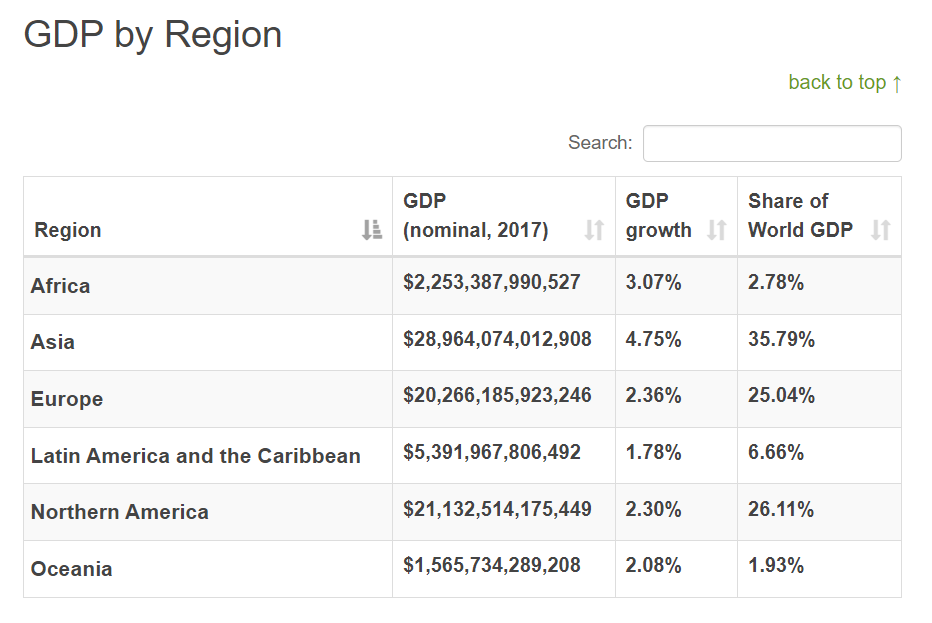 GDP by Region
back to top ↑
Search:
Region
GDP
(nominal, 2017)
GDP
growth
Share of
World GDP
Africa $2,253,387,990,527 3.07% 2.78%
Asia $28,964,074,012,908 4.75% 35.79%
Europe $20,266,185,923,246 2.36% 25.04%
Latin America and the Caribbean $5,391,967,806,492 1.78% 6.66%
Northern America $21,132,514,175,449 2.30% 26.11%
Oceania $1,565,734,289,208 2.08% 1.93%